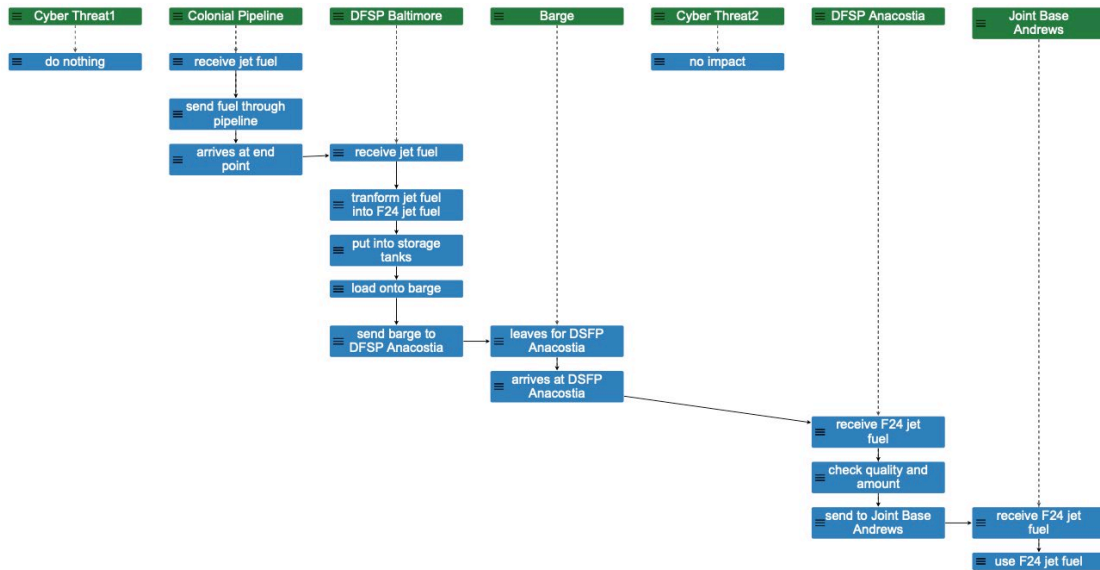 Cyber Threat1
Colonial Pipeline
DFSP Baltimore
Barge
Cyber Threat2
DFSP Anacostia
Joint Base
Andrews
do nothing
receive jet fuel
no impact
send fuel through
pipeline
arrives at end
point
receive jet fuel
tranform jet fuel
into F24 jet fuel
put into storage
tanks
load onto barge
send barge to
DFSP Anacostia
leaves for DSFP
Anacostia
arrives at DSFP
Anacostia
receive F24 jet
fuel
check quality and
amount
send to Joint Base
Andrews
receive F24 jet
fuel
use F24 jet fuel